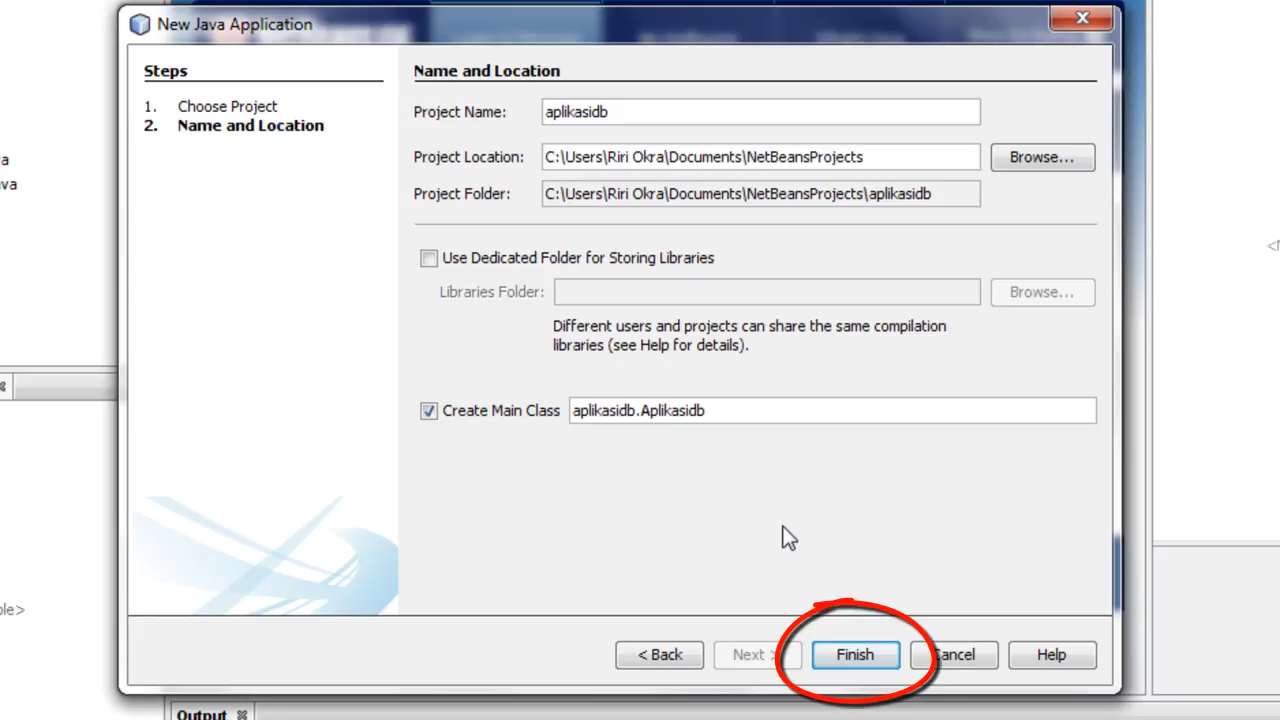 New Java Application
Steps
1. Choose Project
2. Name and Location
Name and Location
Project Name: aplikasidb
Project Location: C:\Users\Riri Okra\Documents\NetBeansProjects Browse...
Project Folder: C:\Users\Riri Okra\Documents\NetBeansProjects\aplikasidb
Use Dedicated Folder for Storing Libraries
Libraries Folder: Browse...
Different users and projects can share the same compilation
libraries (see Help for details).
Create Main Class aplikasidb.Aplikasidb
< Back Next > Finish Cancel Help
Output